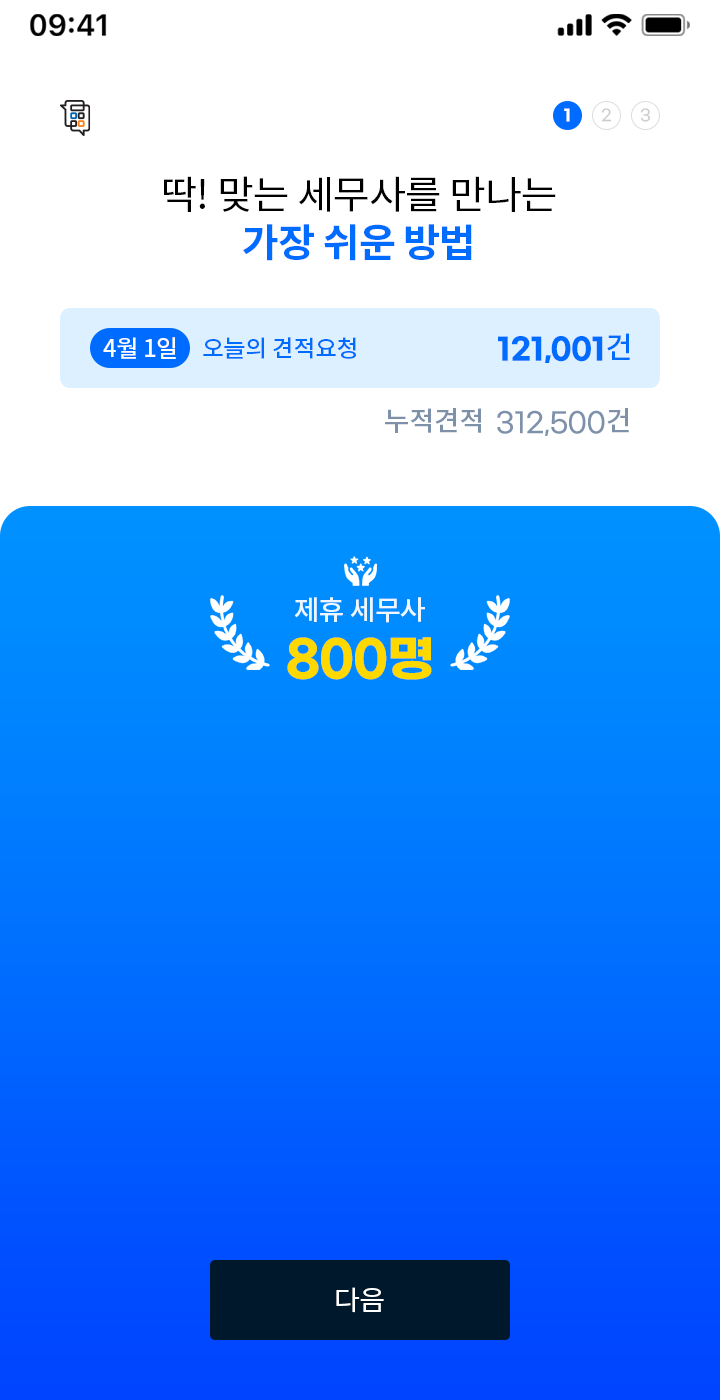 09:41
1 2 3
딱! 맞는 세무사를 만나는
가장 쉬운 방법
4월 1일 오늘의 견적요청 121,001건
누적견적 312,500건
제휴 세무사
800명
다음